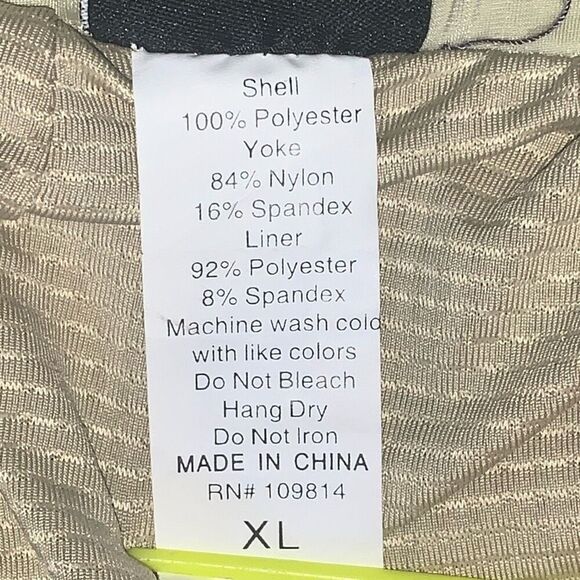 Shell
100% Polyester
Yoke
84% Nylon
16% Spandex
Liner
92% Polyester
8% Spandex
Machine wash cold
with like colors
Do Not Bleach
Hang Dry
Do Not Iron
MADE IN CHINA
RN# 109814
XL